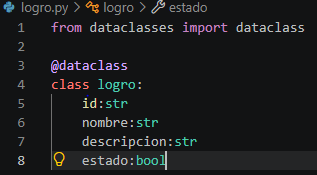 logro.py > logro > estado
1 from dataclasses import dataclass
2
3 @dataclass
4 class logro:
5     id:str
6     nombre:str
7     descripcion:str
8     estado:bool